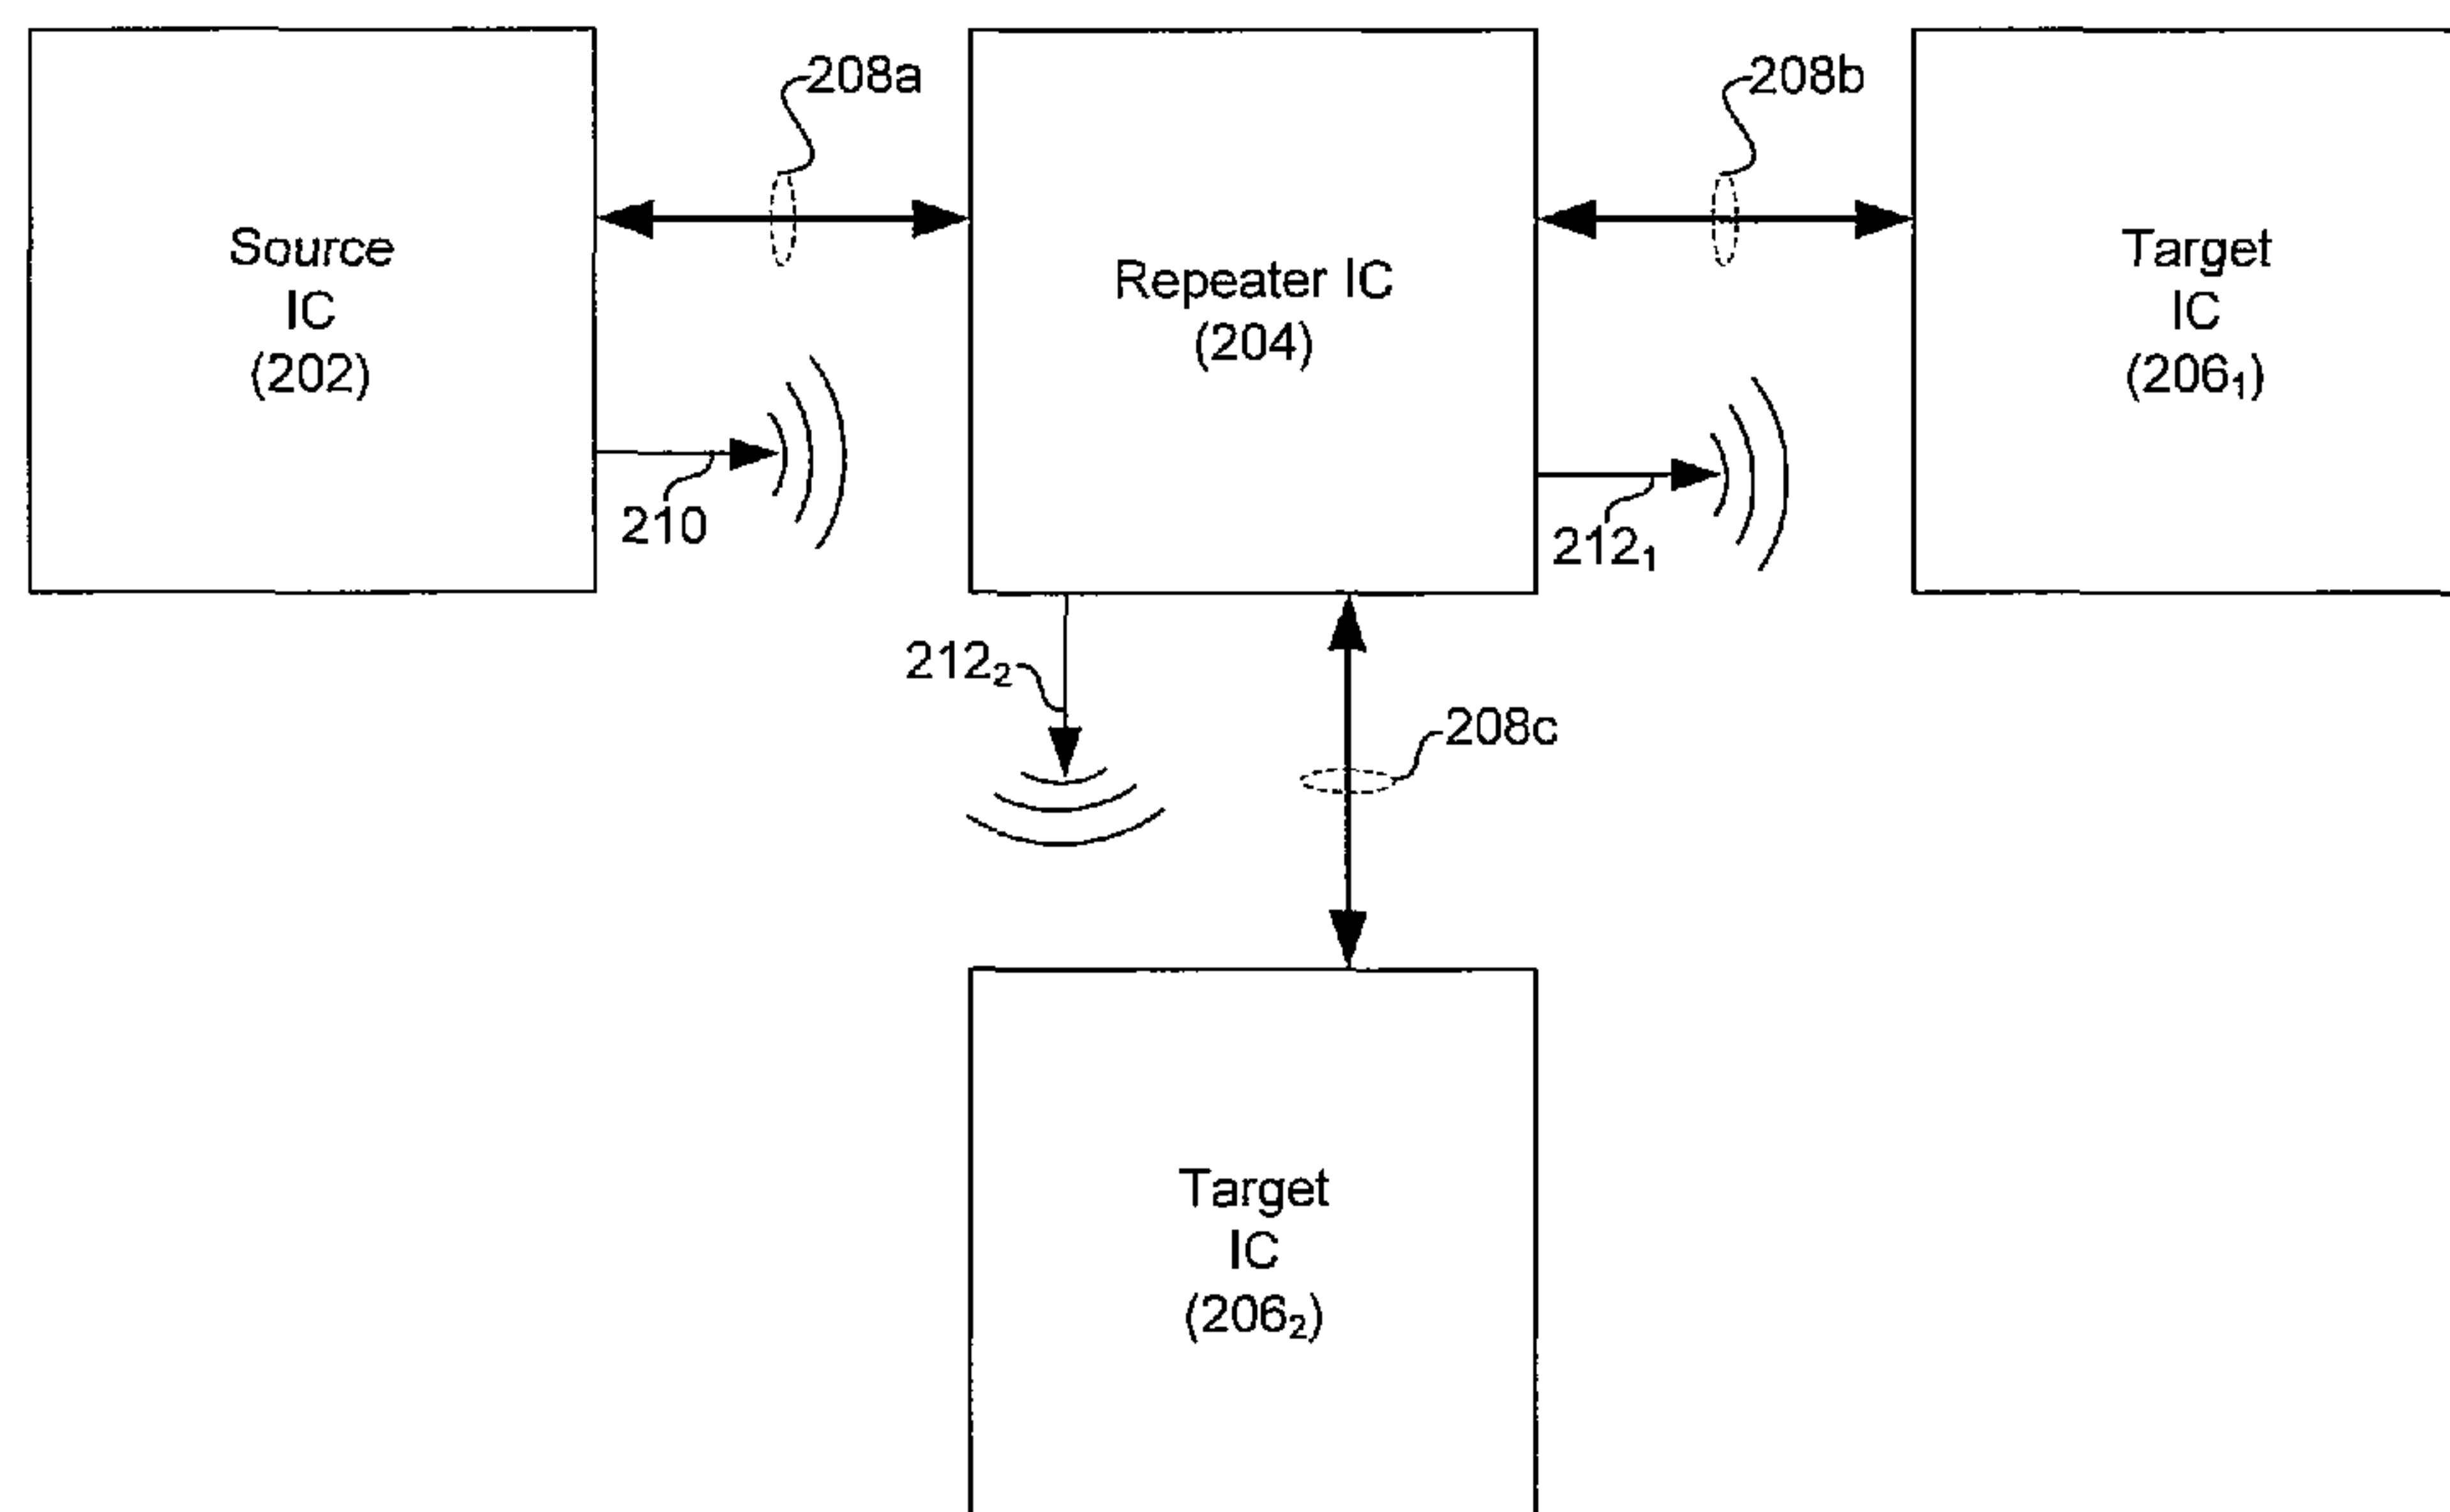 208a
208b
Source
IC
(202)
Repeater IC
(204)
Target
IC
(206₁)
210
212₁
212₂
208c
Target
IC
(206₂)